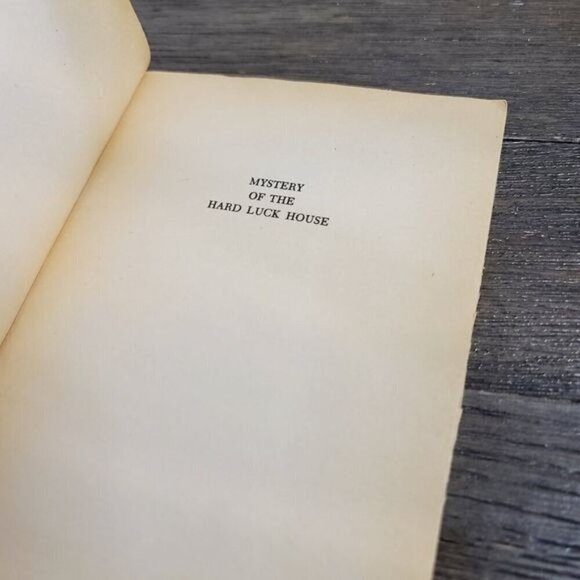 MYSTERY
OF THE
HARD LUCK HOUSE